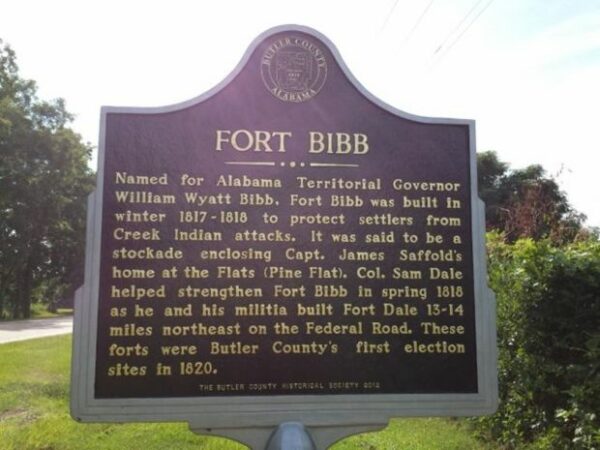 BUTLER COUNTY
ALABAMA
FORT BIBB
Named for Alabama Territorial Governor
William Wyatt Bibb, Fort Bibb was built in
winter 1817-1818 to protect settlers from
Creek Indian attacks. It was said to be a
stockade enclosing Capt. James Saffold's
home at the Flats (Pine Flat). Col. Sam Dale
helped strengthen Fort Bibb in spring 1818
as he and his militia built Fort Dale 13-14
miles northeast on the Federal Road. These
forts were Butler County's first election
sites in 1820.
THE BUTLER COUNTY HISTORICAL SOCIETY 2012